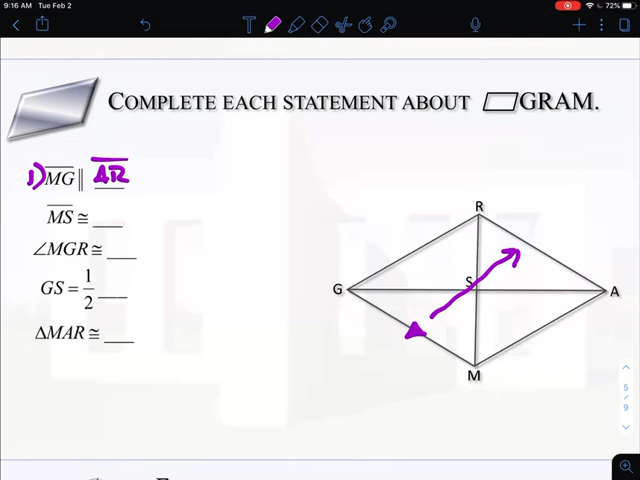 9:16 AM Tue Feb 2
72%
COMPLETE EACH STATEMENT ABOUT ▱GRAM.
1) MG || AR
MS ≅ ___
∠MGR ≅ ___
GS = 1/2 ___
ΔMAR ≅ ___
R
G
S
A
M
5
/
9